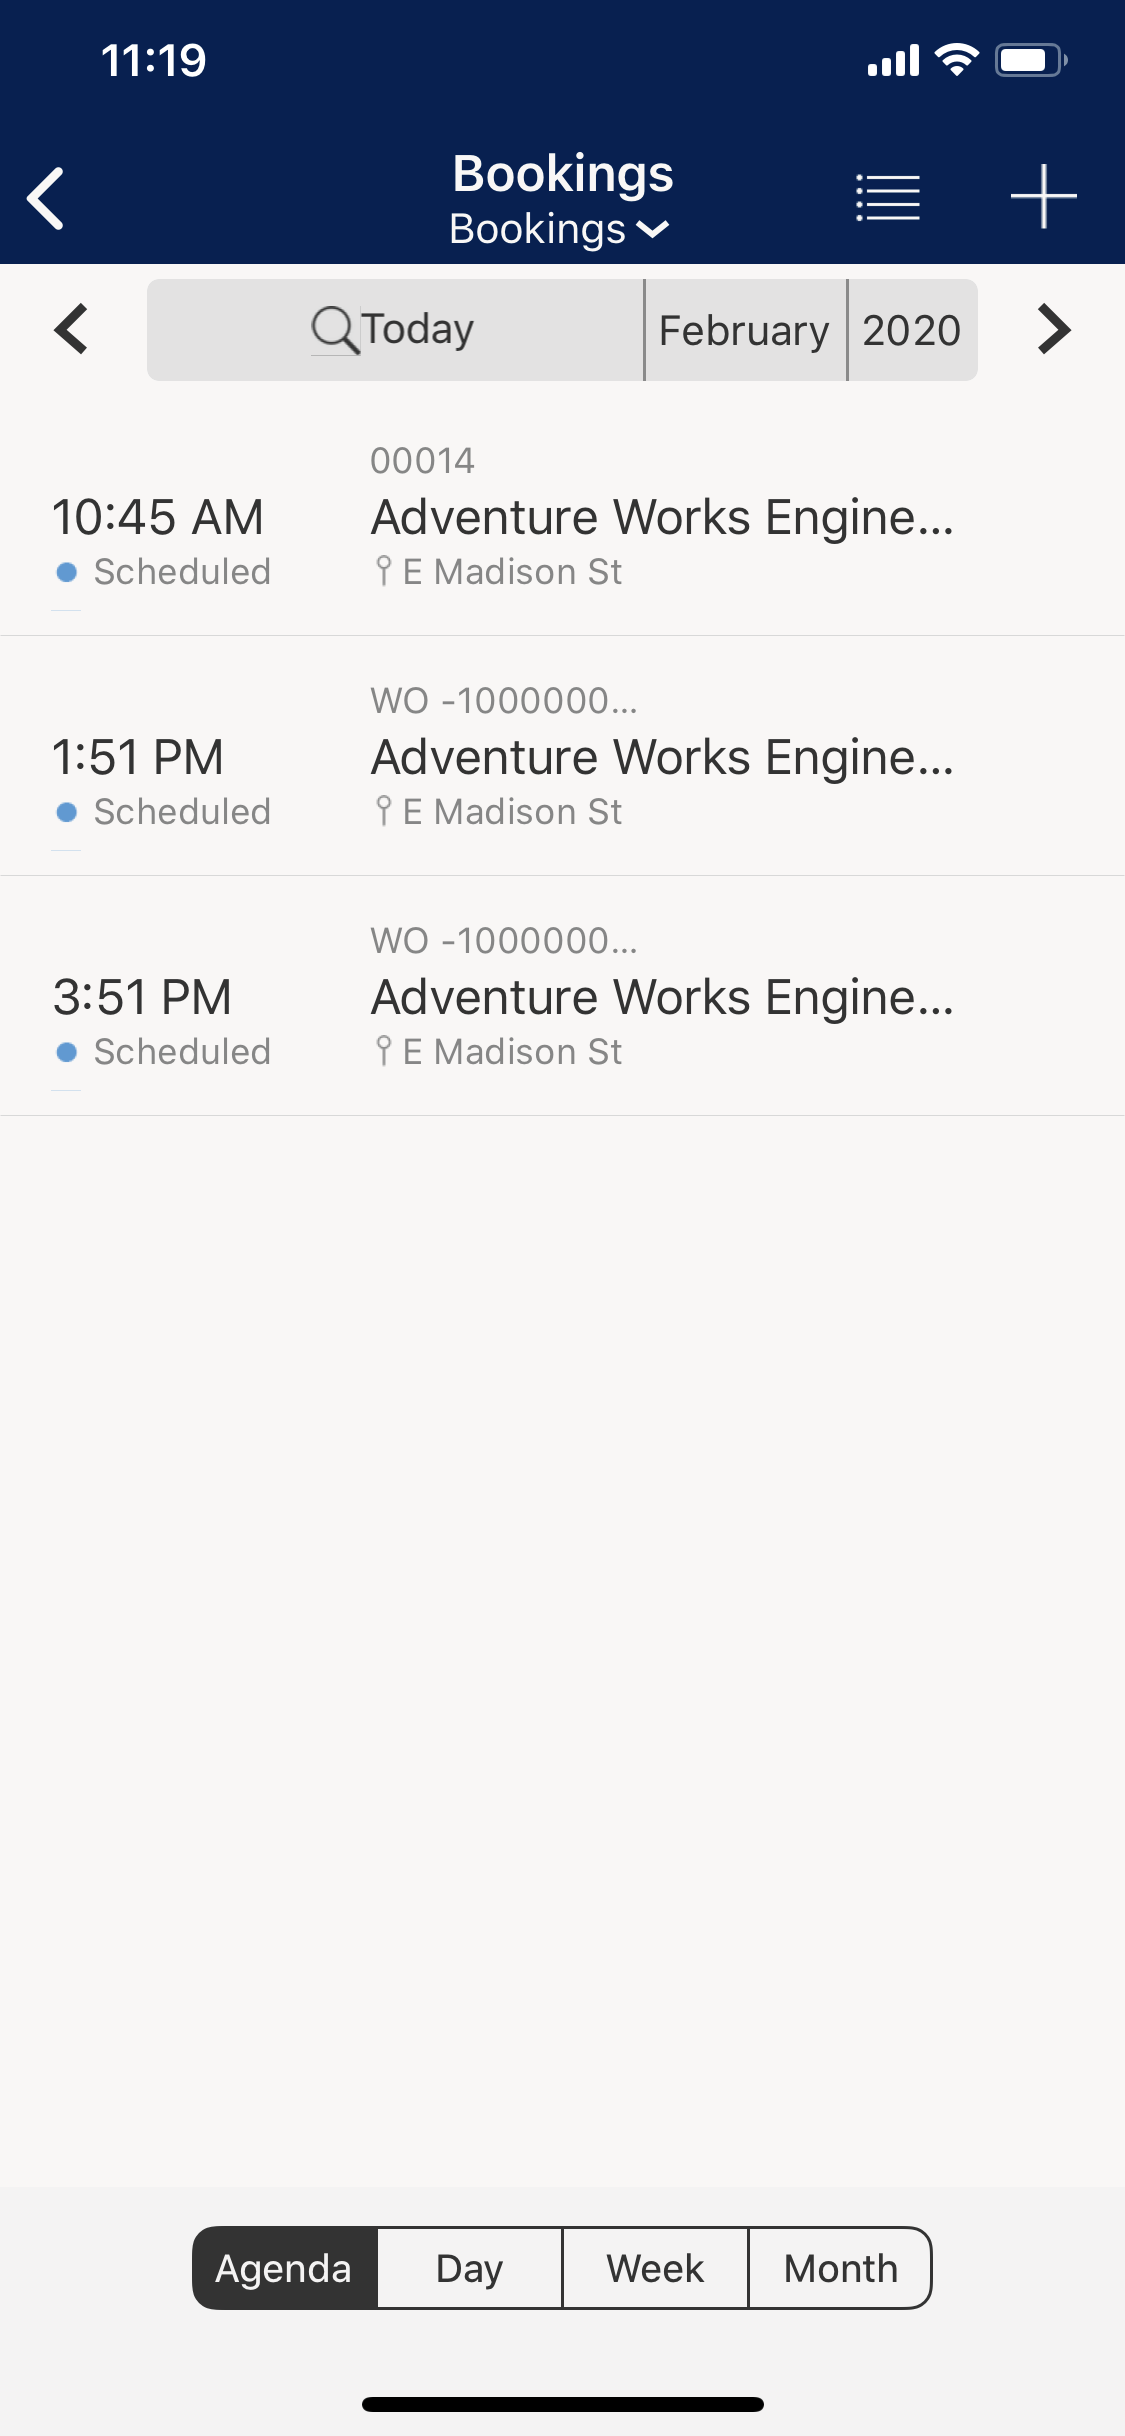 11:19
Bookings
Bookings
Today February 2020
00014
10:45 AM Adventure Works Engine...
Scheduled E Madison St
WO -1000000...
1:51 PM Adventure Works Engine...
Scheduled E Madison St
WO -1000000...
3:51 PM Adventure Works Engine...
Scheduled E Madison St
Agenda Day Week Month